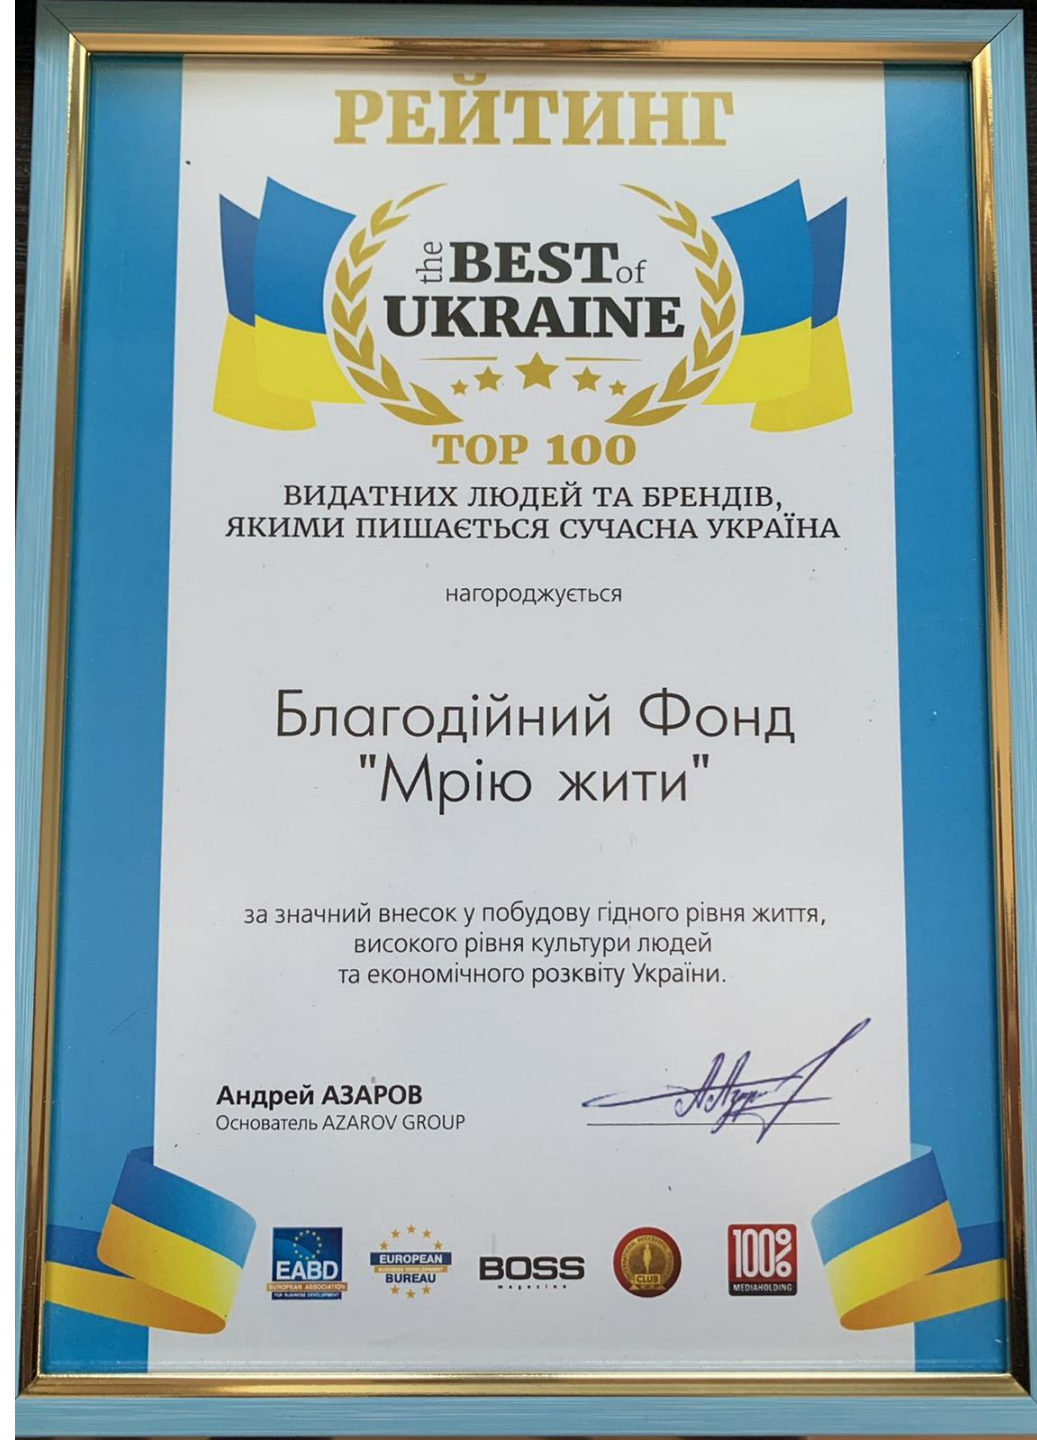 РЕЙТИНГ
the BEST of
UKRAINE
TOP 100
ВИДАТНИХ ЛЮДЕЙ ТА БРЕНДІВ,
ЯКИМИ ПИШАЄТЬСЯ СУЧАСНА УКРАЇНА
нагороджується
Благодійний Фонд
"Мрію жити"
за значний внесок у побудову гідного рівня життя,
високого рівня культури людей
та економічного розквіту України.
Андрей АЗАРОВ
Основатель AZAROV GROUP
EABD
EUROPEAN ASSOCIATION
FOR BUSINESS DEVELOPMENT
EUROPEAN
BUSINESS DEVELOPMENT
BUREAU
BOSS
magazine
CLUB
100%
MEDIAHOLDING